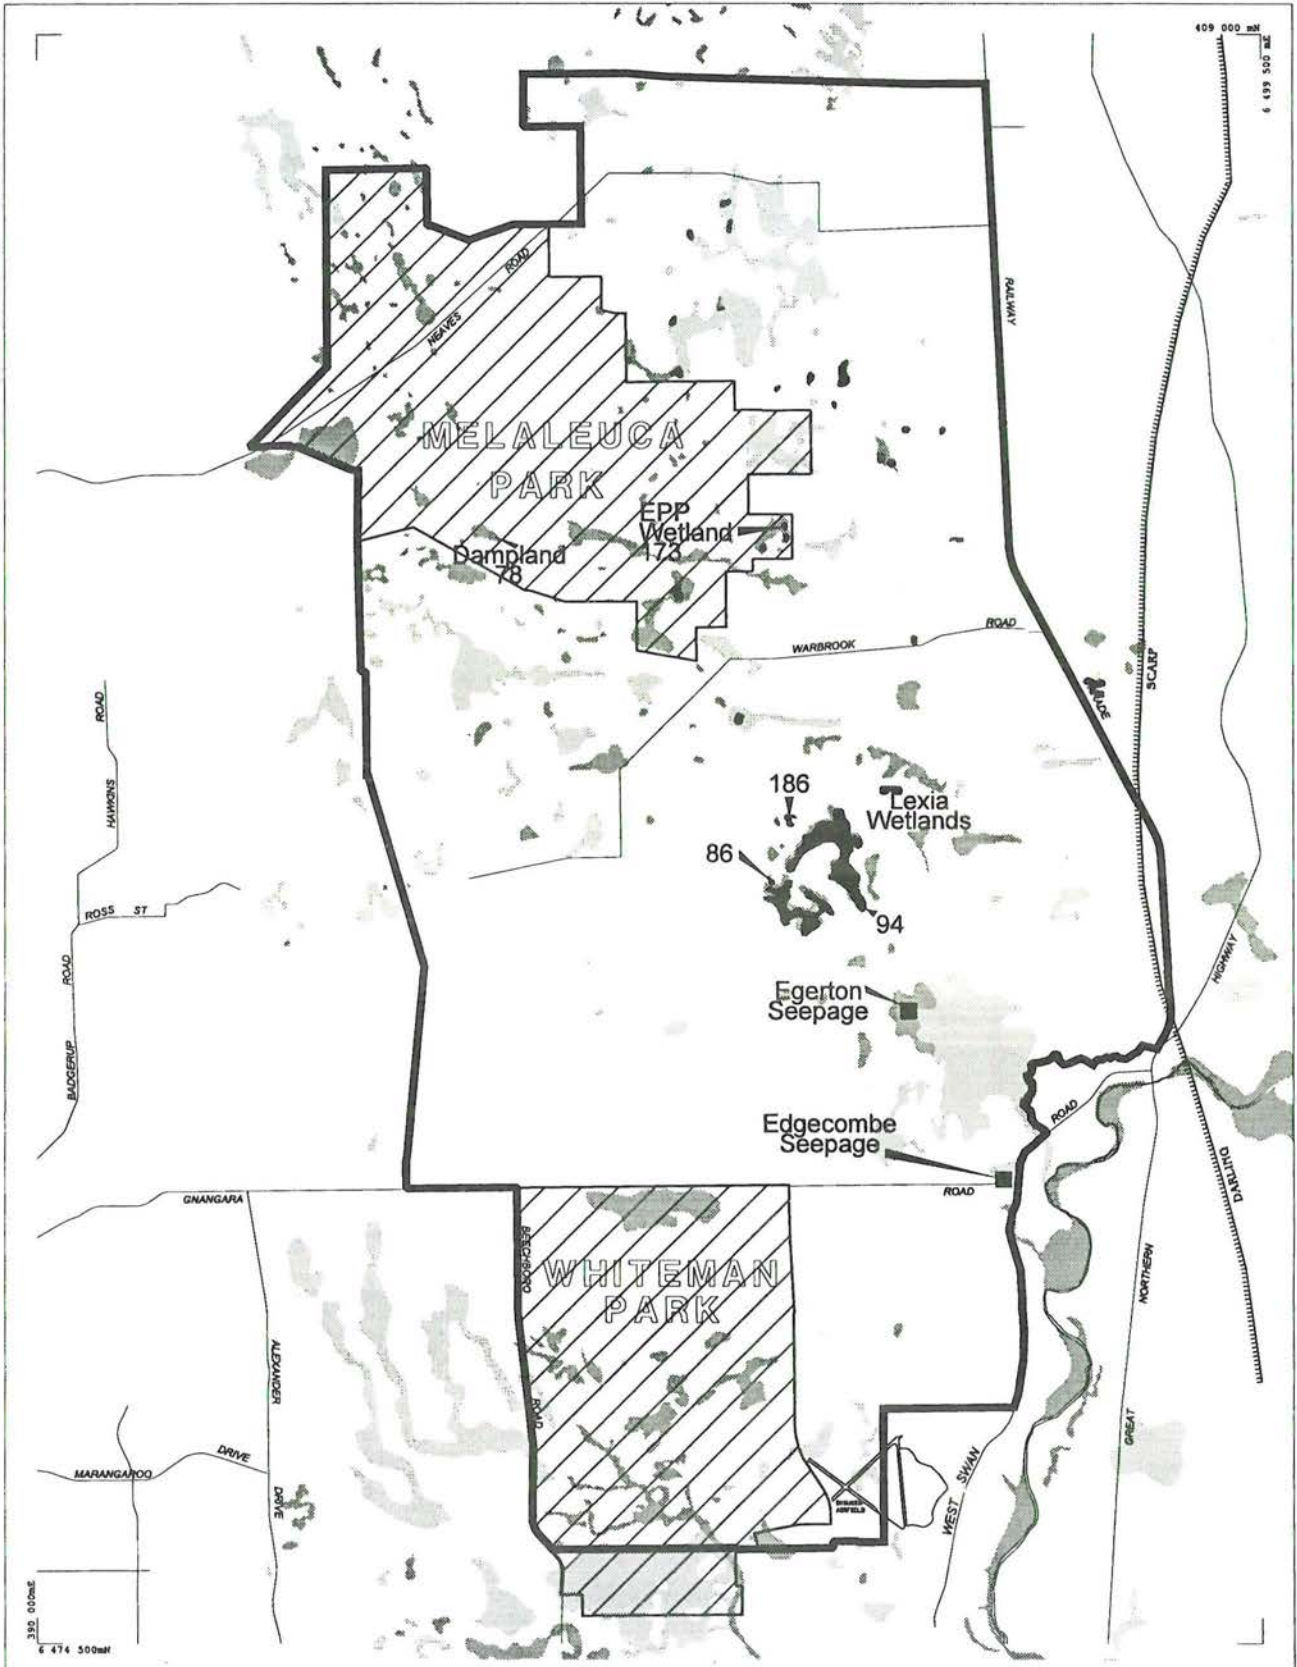 409 000 mN
6 499 500 mE
RAILWAY
ROAD
NEAVES
MELALEUCA
PARK
EPP
Wetland
173
Dampland
78
ROAD
WARBROOK
SCARP
ROAD
HAWKINS
186
Lexia
Wetlands
86
94
ROSS ST
ROAD
BADGERUP
HIGHWAY
Egerton
Seepage
ROAD
Edgecombe
Seepage
DARLING
GNANGARA
ROAD
BEECHBORO
WHITEMAN
PARK
NORTHERN
ALEXANDER
ROAD
GREAT
DRIVE
MARANGAROO
DRIVE
WEST SWAN
DISUSED
AIRFIELD
390 000mE
6 474 500mN